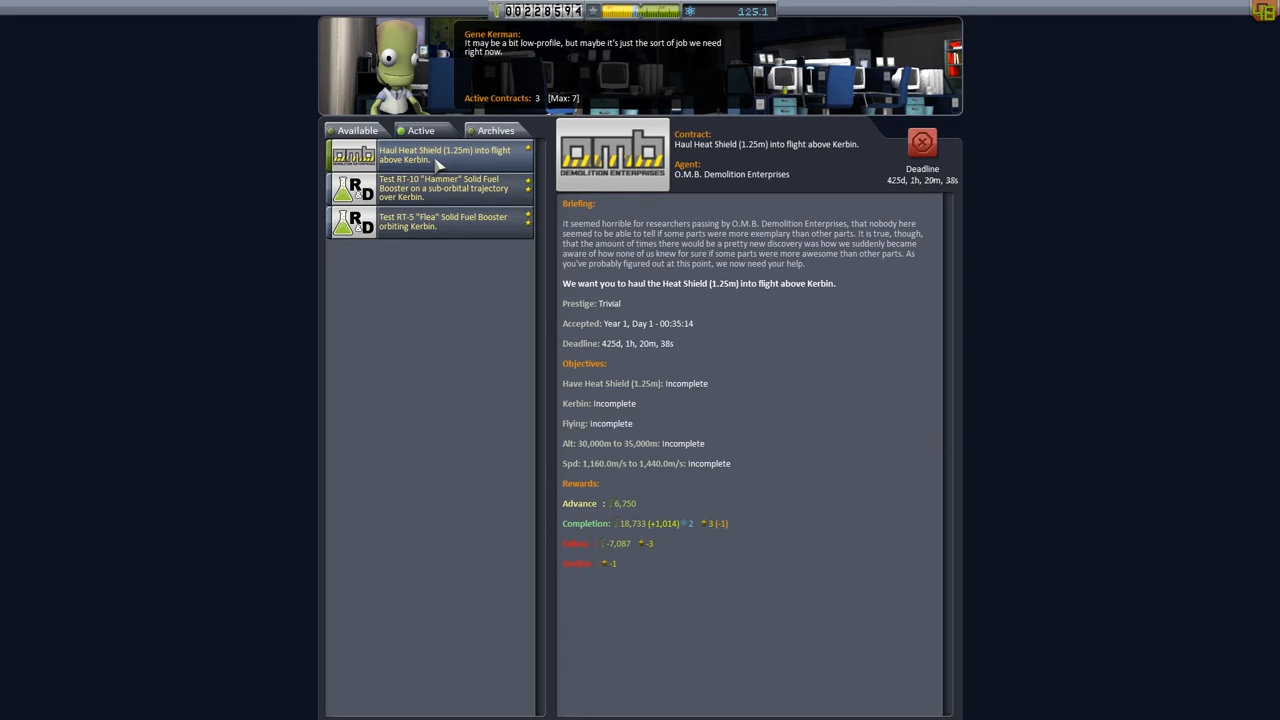 00228594
125.1
Gene Kerman:
It may be a bit low-profile, but maybe it's just the sort of job we need
right now.
Active Contracts: 3 [Max: 7]
Available
Active
Archives
Haul Heat Shield (1.25m) into flight
above Kerbin.
Test RT-10 "Hammer" Solid Fuel
Booster on a sub-orbital trajectory
over Kerbin.
Test RT-5 "Flea" Solid Fuel Booster
orbiting Kerbin.
R&D
R&D
omb
DEMOLITION ENTERPRISES
Contract:
Haul Heat Shield (1.25m) into flight above Kerbin.
Agent:
O.M.B. Demolition Enterprises
Deadline
425d, 1h, 20m, 38s
Briefing:
It seemed horrible for researchers passing by O.M.B. Demolition Enterprises, that nobody here
seemed to be able to tell if some parts were more exemplary than other parts. It is true, though,
that the amount of times there would be a pretty new discovery was how we suddenly became
aware of how none of us knew for sure if some parts were more awesome than other parts. As
you've probably figured out at this point, we now need your help.
We want you to haul the Heat Shield (1.25m) into flight above Kerbin.
Prestige: Trivial
Accepted: Year 1, Day 1 - 00:35:14
Deadline: 425d, 1h, 20m, 38s
Objectives:
Have Heat Shield (1.25m): Incomplete
Kerbin: Incomplete
Flying: Incomplete
Alt: 30,000m to 35,000m: Incomplete
Spd: 1,160.0m/s to 1,440.0m/s: Incomplete
Rewards:
Advance : 6,750
Completion: 18,733 (+1,014) 2 3 (-1)
Failure: -7,087 -3
Decline: -1